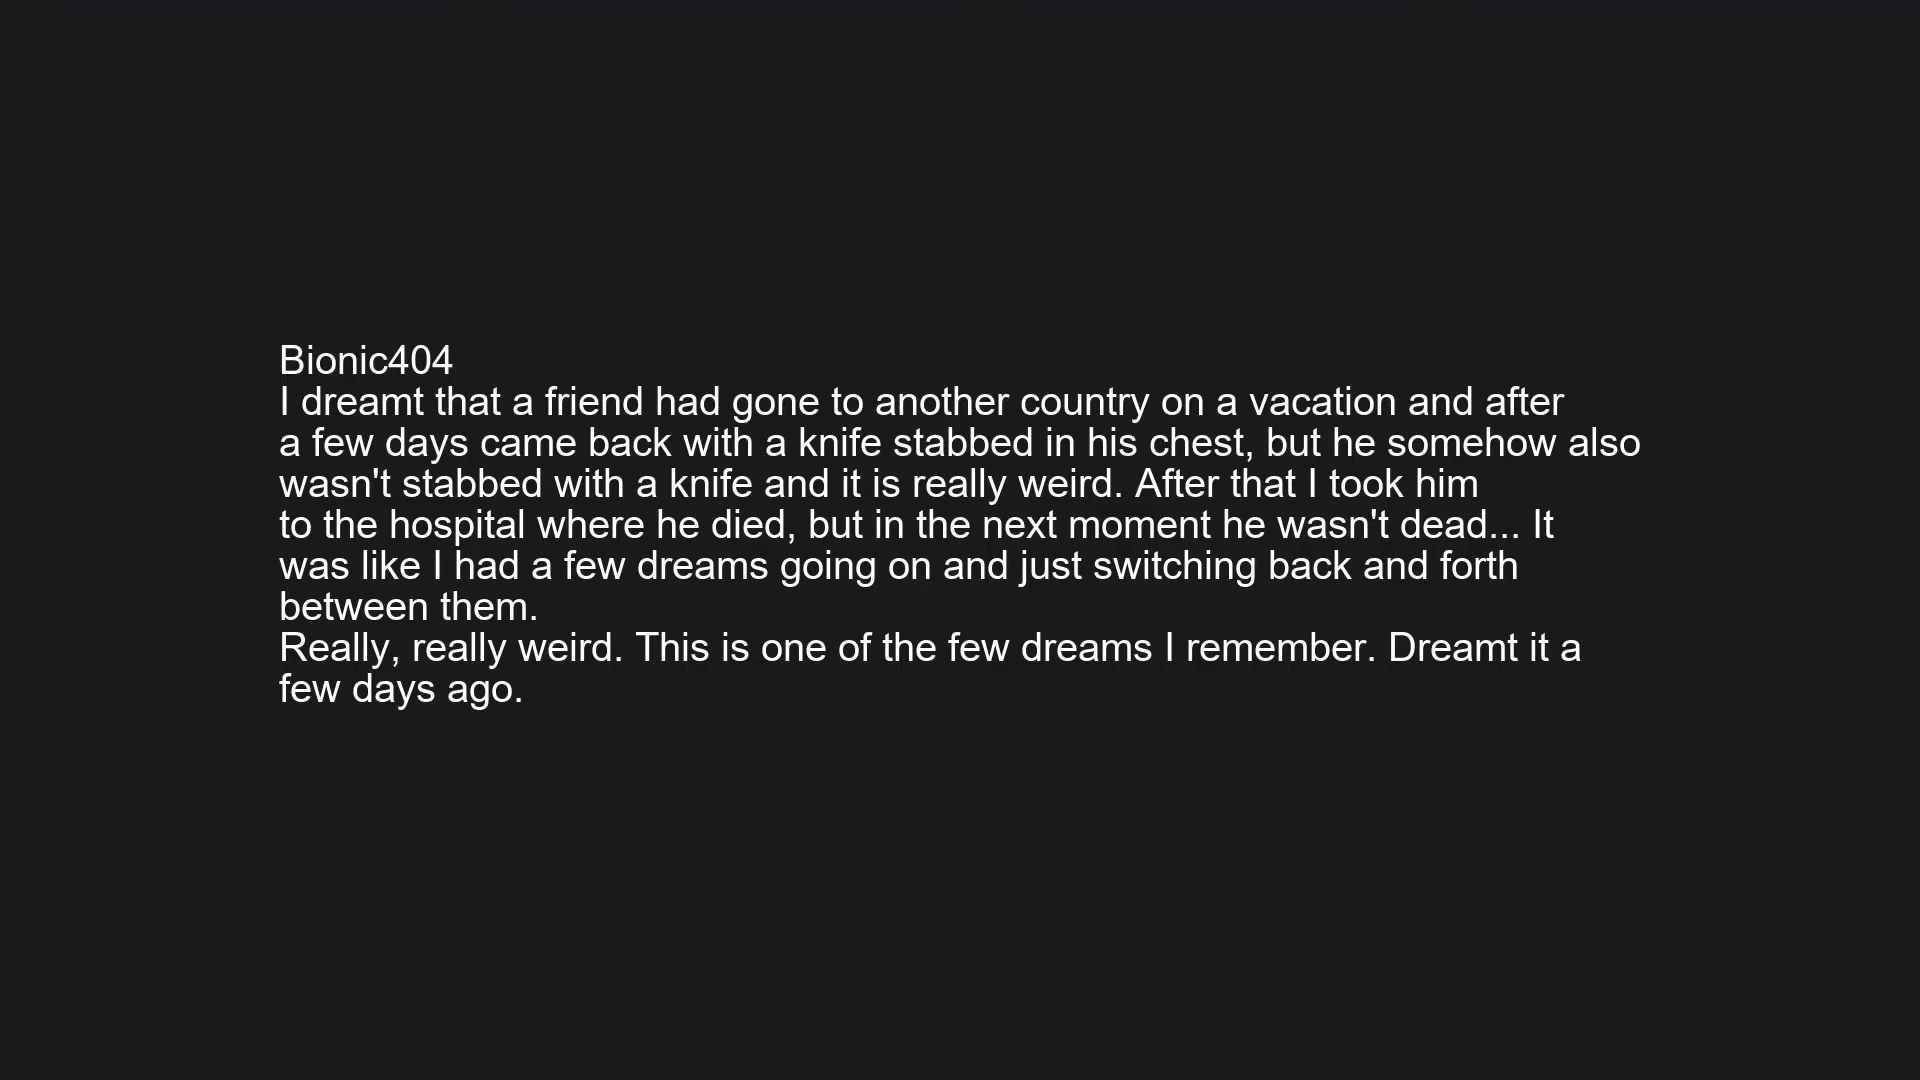 Bionic404
I dreamt that a friend had gone to another country on a vacation and after
a few days came back with a knife stabbed in his chest, but he somehow also
wasn't stabbed with a knife and it is really weird. After that I took him
to the hospital where he died, but in the next moment he wasn't dead... It
was like I had a few dreams going on and just switching back and forth
between them.
Really, really weird. This is one of the few dreams I remember. Dreamt it a
few days ago.